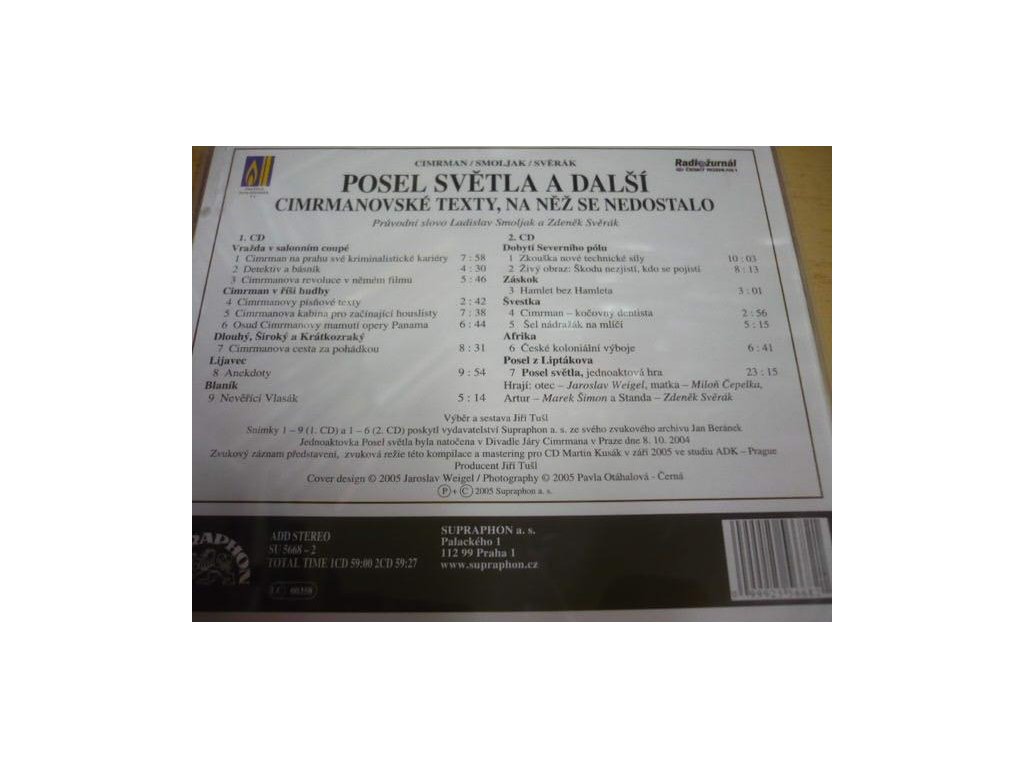 CIMRMAN / SMOLJAK / SVĚRÁK
Radiožurnál
POSEL SVĚTLA A DALŠÍ
CIMRMANOVSKÉ TEXTY, NA NĚŽ SE NEDOSTALO
Průvodní slovo Ladislav Smoljak a Zdeněk Svěrák
1. CD
Vražda v salonním coupé
1 Cimrman na prahu své kriminalistické kariéry 7 : 58
2 Detektiv a básník 4 : 30
3 Cimrmanova revoluce v němém filmu 5 : 46
Cimrman v říši hudby
4 Cimrmanovy písňové texty 2 : 42
5 Cimrmanova kabina pro začínající houslisty 7 : 38
6 Osud Cimrmanovy mamutí opery Panama 6 : 44
Dlouhý, Široký a Krátkozraký
7 Cimrmanova cesta za pohádkou 8 : 31
Lijavec
8 Anekdoty 9 : 54
Blaník
9 Nevěřící Vlasák 5 : 14
2. CD
Dobytí Severního pólu
1 Zkouška nové technické síly 10 : 03
2 Živý obraz: Škodu nezjistí, kdo se pojistí 8 : 13
Záskok
3 Hamlet bez Hamleta 3 : 01
Švestka
4 Cimrman – kočovný dentista 2 : 56
5 Šel nádražák na mlíčí 5 : 15
Afrika
6 České koloniální výboje 6 : 41
Posel z Liptákova
7 Posel světla, jednoaktová hra 23 : 15
Hrají: otec – Jaroslav Weigel, matka – Miloň Čepelka,
Artur – Marek Šimon a Standa – Zdeněk Svěrák
Výběr a sestava Jiří Tušl
Snímky 1 – 9 (1. CD) a 1 – 6 (2. CD) poskytl vydavatelství Supraphon a. s. ze svého zvukového archivu Jan Beránek
Jednoaktovka Posel světla byla natočena v Divadle Járy Cimrmana v Praze dne 8. 10. 2004
Zvukový záznam představení, zvuková režie této kompilace a mastering pro CD Martin Kusák v září 2005 ve studiu ADK – Prague
Producent Jiří Tušl
Cover design © 2005 Jaroslav Weigel / Photography © 2005 Pavla Otáhalová - Černá
Ⓟ + Ⓒ 2005 Supraphon a. s.
SUPRAPHON
ADD STEREO
SU 5668 – 2
TOTAL TIME 1CD 59:00 2CD 59:27
SUPRAPHON a. s.
Palackého 1
112 99 Praha 1
www.supraphon.cz